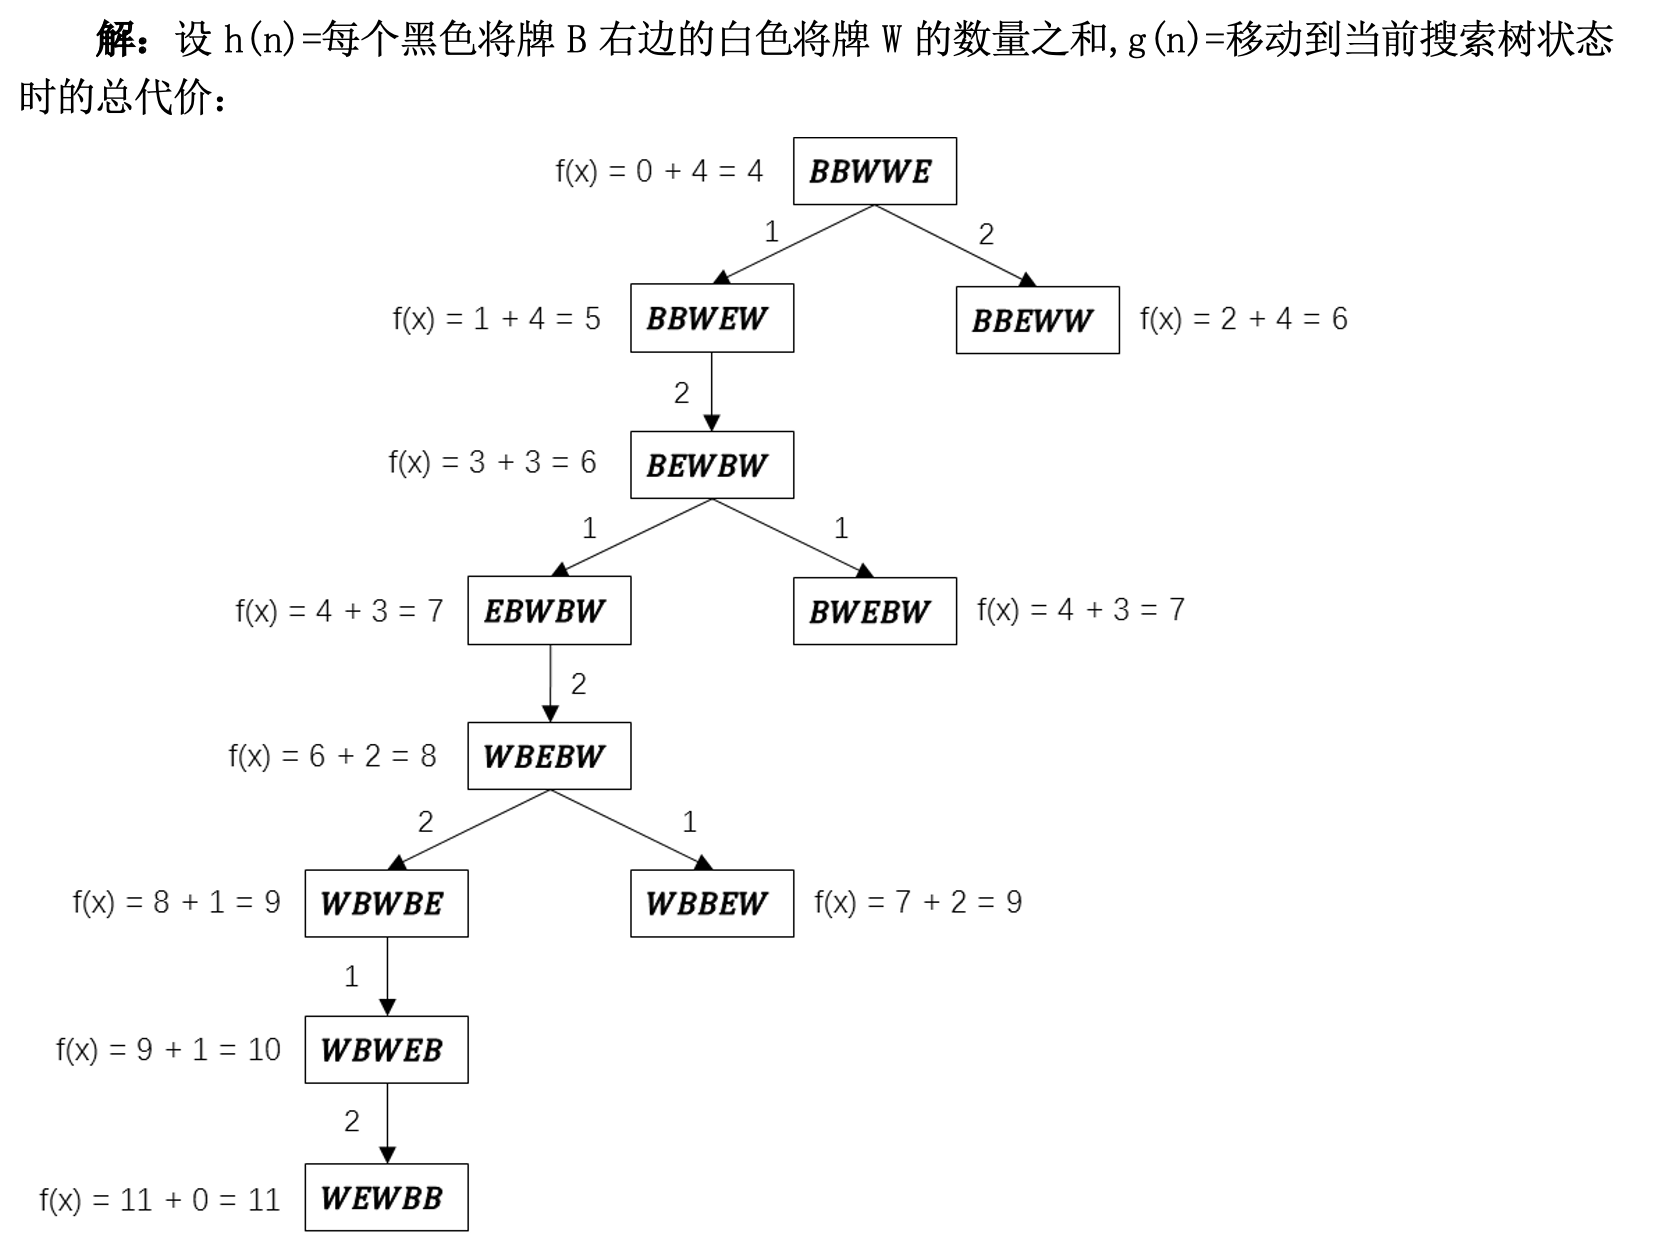 解：设 h(n)=每个黑色将牌 B 右边的白色将牌 W 的数量之和,g(n)=移动到当前搜索树状态
时的总代价：
f(x) = 0 + 4 = 4 BBWWE
1 2
f(x) = 1 + 4 = 5 BBWEW BBEWW f(x) = 2 + 4 = 6
2
f(x) = 3 + 3 = 6 BEWBW
1 1
f(x) = 4 + 3 = 7 EBWBW BWEBW f(x) = 4 + 3 = 7
2
f(x) = 6 + 2 = 8 WBEBW
2 1
f(x) = 8 + 1 = 9 WBWBE WBBEW f(x) = 7 + 2 = 9
1
f(x) = 9 + 1 = 10 WBWEB
2
f(x) = 11 + 0 = 11 WEWBB